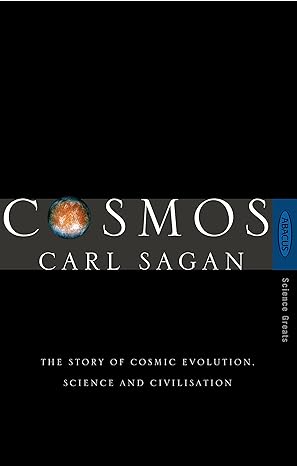 COSMOS
CARL SAGAN
ABACUS
Science Greats
THE STORY OF COSMIC EVOLUTION,
SCIENCE AND CIVILISATION